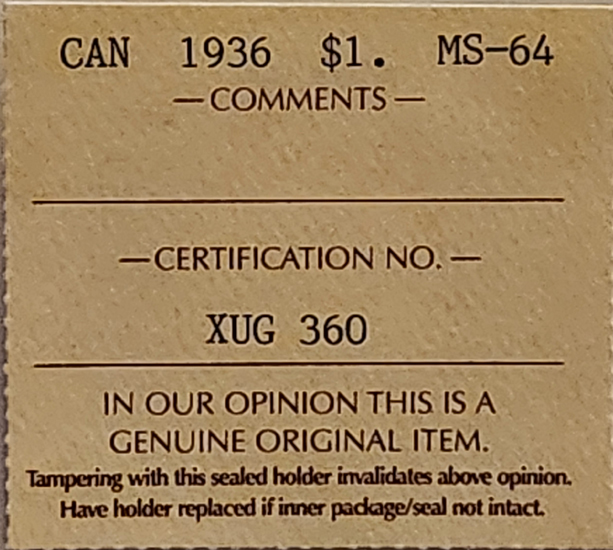 CAN 1936 $1. MS-64
— COMMENTS —
— CERTIFICATION NO. —
XUG 360
IN OUR OPINION THIS IS A
GENUINE ORIGINAL ITEM.
Tampering with this sealed holder invalidates above opinion.
Have holder replaced if inner package/seal not intact.